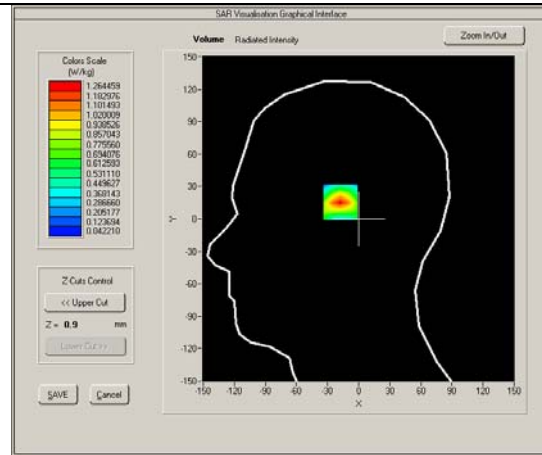 SAR Visualisation Graphical Interface
Volume Radiated Intensity
Zoom In/Out
Colors Scale
(W/kg)
1.264459
1.182976
1.101493
1.020009
0.938526
0.857043
0.775560
0.694076
0.612593
0.531110
0.449627
0.368143
0.286660
0.205177
0.123694
0.042210
Z Cuts Control
<< Upper Cut
Z = 0.9 mm
Lower Cut >>
SAVE Cancel
150
120
90
60
30
0
-30
-60
-90
-120
-150
Y
-150 -120 -90 -60 -30 0 30 60 90 120 150
X